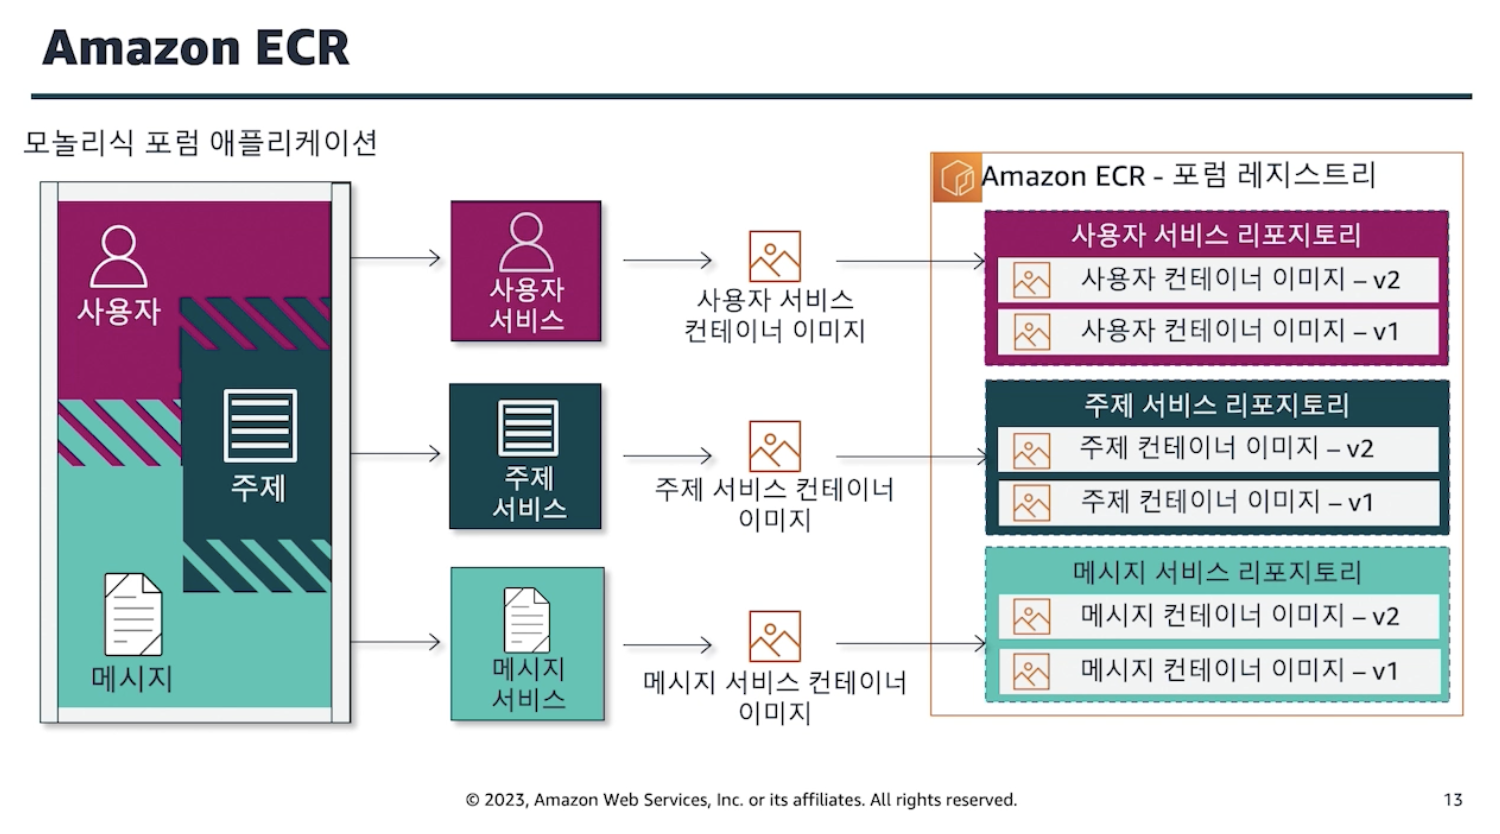 Amazon ECR
모놀리식 포럼 애플리케이션
사용자
주제
메시지
사용자
서비스
주제
서비스
메시지
서비스
사용자 서비스
컨테이너 이미지
주제 서비스 컨테이너
이미지
메시지 서비스 컨테이너
이미지
Amazon ECR - 포럼 레지스트리
사용자 서비스 리포지토리
사용자 컨테이너 이미지 – v2
사용자 컨테이너 이미지 – v1
주제 서비스 리포지토리
주제 컨테이너 이미지 – v2
주제 컨테이너 이미지 – v1
메시지 서비스 리포지토리
메시지 컨테이너 이미지 – v2
메시지 컨테이너 이미지 – v1
© 2023, Amazon Web Services, Inc. or its affiliates. All rights reserved.
13